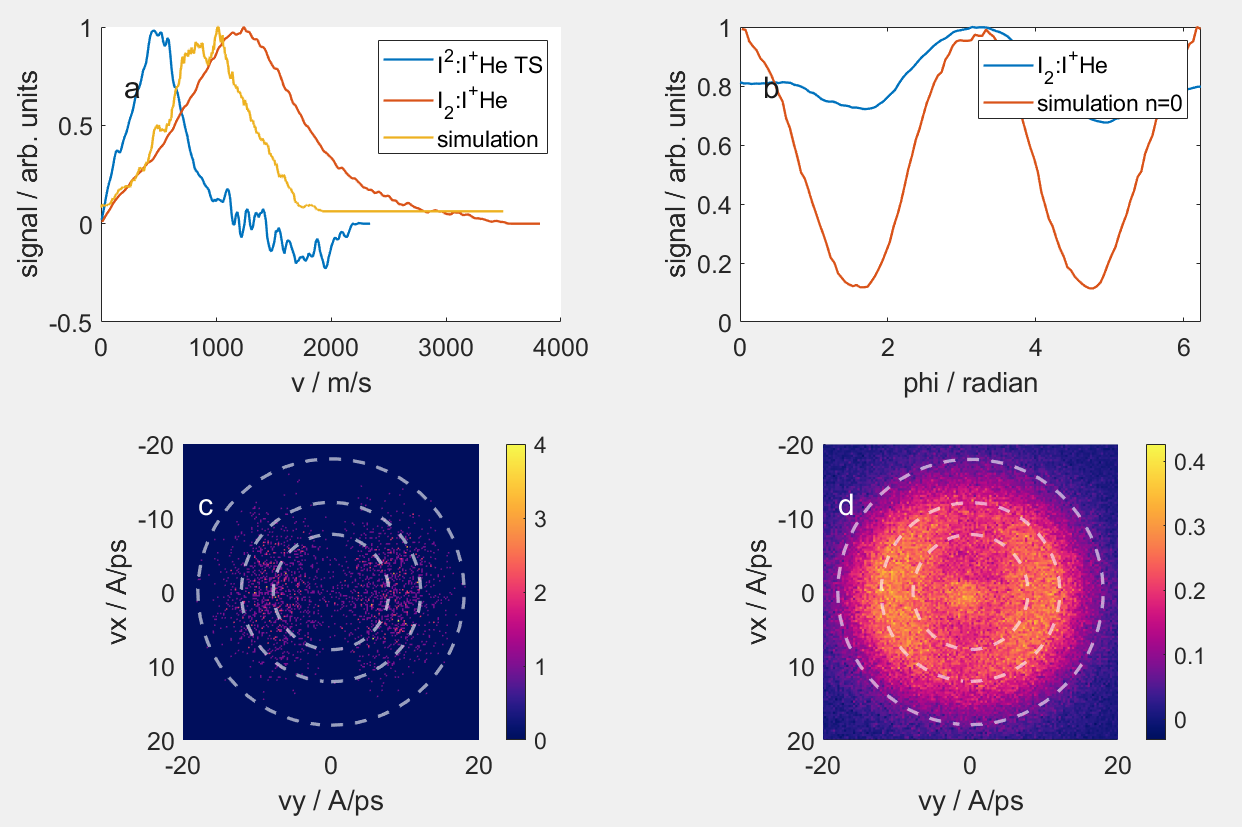 1
0.5
0
-0.5
signal / arb. units
a
I²:I⁺He TS
I₂:I⁺He
simulation
0 1000 2000 3000 4000
v / m/s
1
0.8
0.6
0.4
0.2
0
signal / arb. units
b
I₂:I⁺He
simulation n=0
0 2 4 6
phi / radian
-20
-10
0
10
20
vx / A/ps
c
4
3
2
1
0
-20 0 20
vy / A/ps
-20
-10
0
10
20
vx / A/ps
d
0.4
0.3
0.2
0.1
0
-20 0 20
vy / A/ps